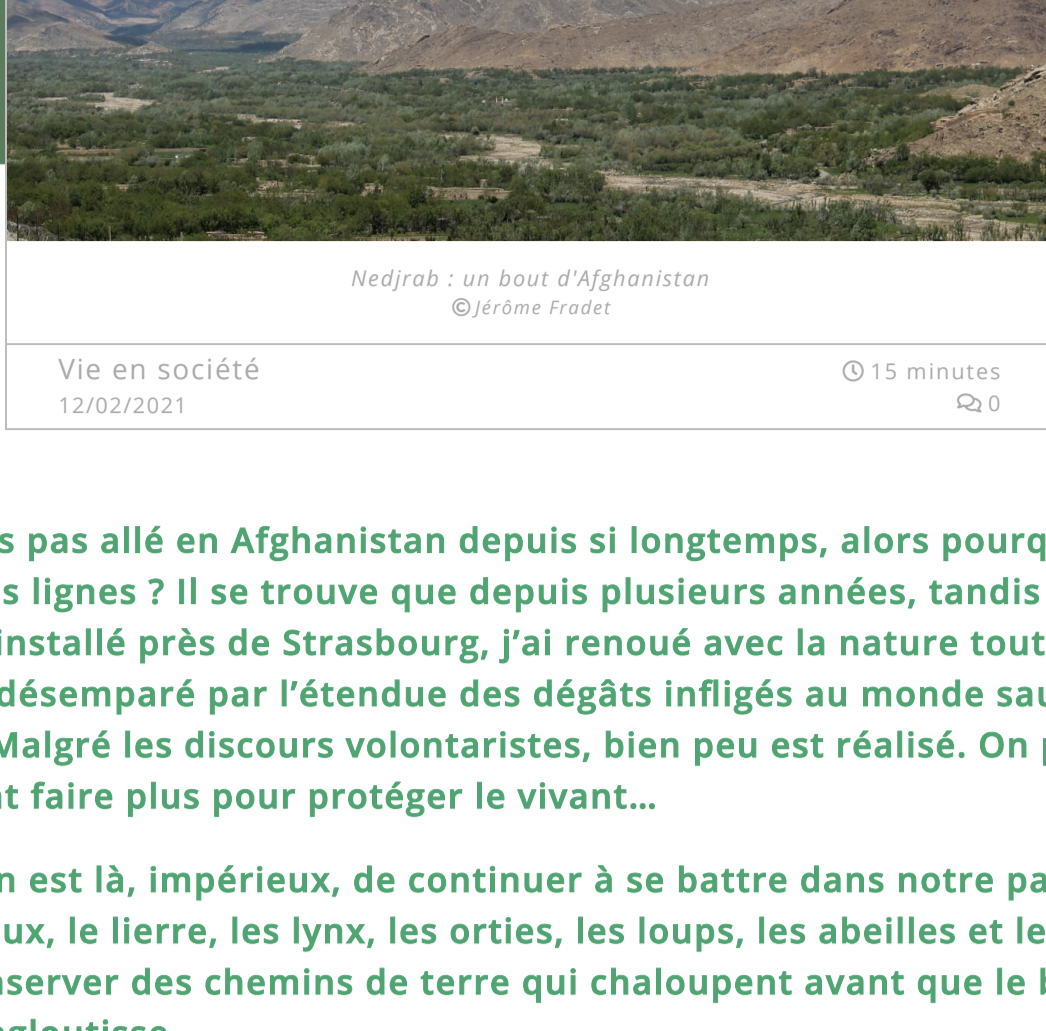 Nedjrab : un bout d'Afghanistan
© Jérôme Fradet
Vie en société
15 minutes
12/02/2021
0
s pas allé en Afghanistan depuis si longtemps, alors pourq
s lignes ? Il se trouve que depuis plusieurs années, tandis
installé près de Strasbourg, j’ai renoué avec la nature tout
désemparé par l’étendue des dégâts infligés au monde sau
Malgré les discours volontaristes, bien peu est réalisé. On p
t faire plus pour protéger le vivant…
n est là, impérieux, de continuer à se battre dans notre pa
ux, le lierre, les lynx, les orties, les loups, les abeilles et le
server des chemins de terre qui chaloupent avant que le b